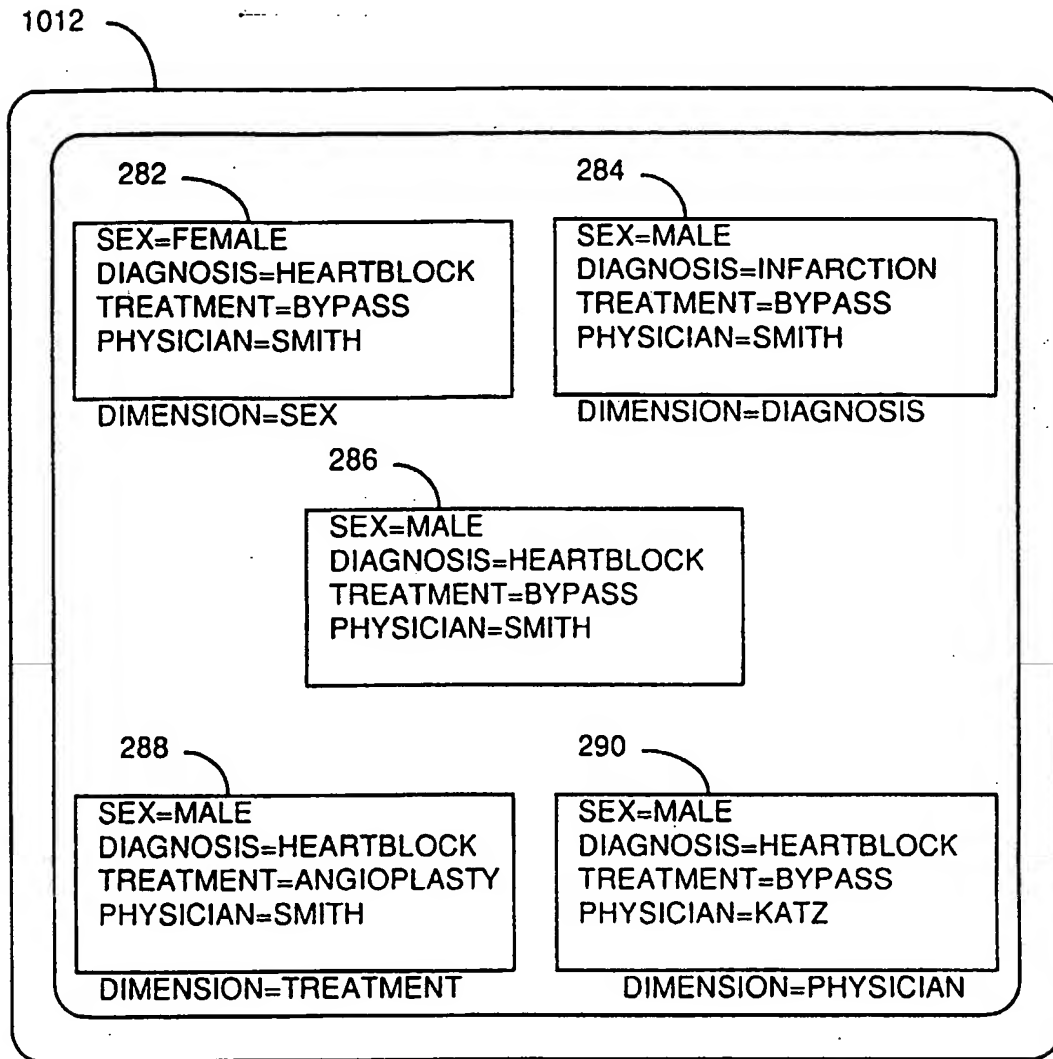 1012
282
SEX=FEMALE
DIAGNOSIS=HEARTBLOCK
TREATMENT=BYPASS
PHYSICIAN=SMITH
DIMENSION=SEX
284
SEX=MALE
DIAGNOSIS=INFARCTION
TREATMENT=BYPASS
PHYSICIAN=SMITH
DIMENSION=DIAGNOSIS
286
SEX=MALE
DIAGNOSIS=HEARTBLOCK
TREATMENT=BYPASS
PHYSICIAN=SMITH
288
SEX=MALE
DIAGNOSIS=HEARTBLOCK
TREATMENT=ANGIOPLASTY
PHYSICIAN=SMITH
DIMENSION=TREATMENT
290
SEX=MALE
DIAGNOSIS=HEARTBLOCK
TREATMENT=BYPASS
PHYSICIAN=KATZ
DIMENSION=PHYSICIAN